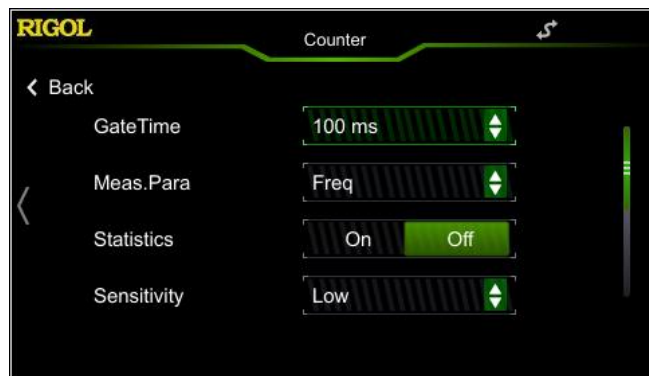 RIGOL
Counter
Back
GateTime 100 ms
Meas.Para Freq
Statistics On Off
Sensitivity Low